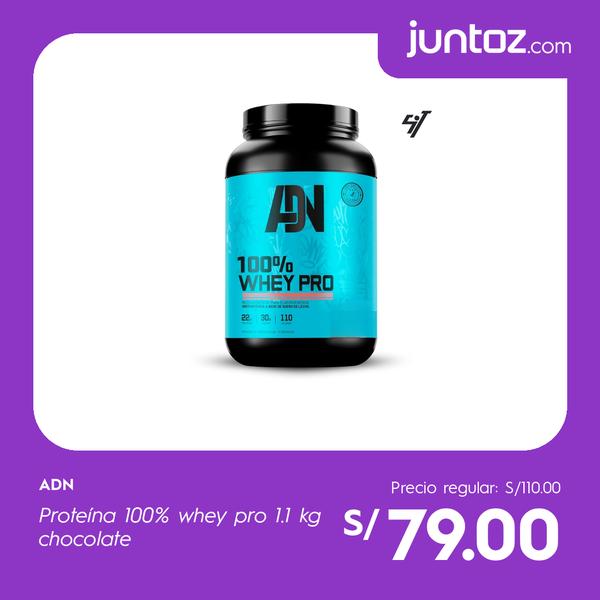 juntoz.com
ADN
100%
WHEY PRO
22g 30 110
ADN
Precio regular: S/110.00
Proteína 100% whey pro 1.1 kg
chocolate
S/79.00